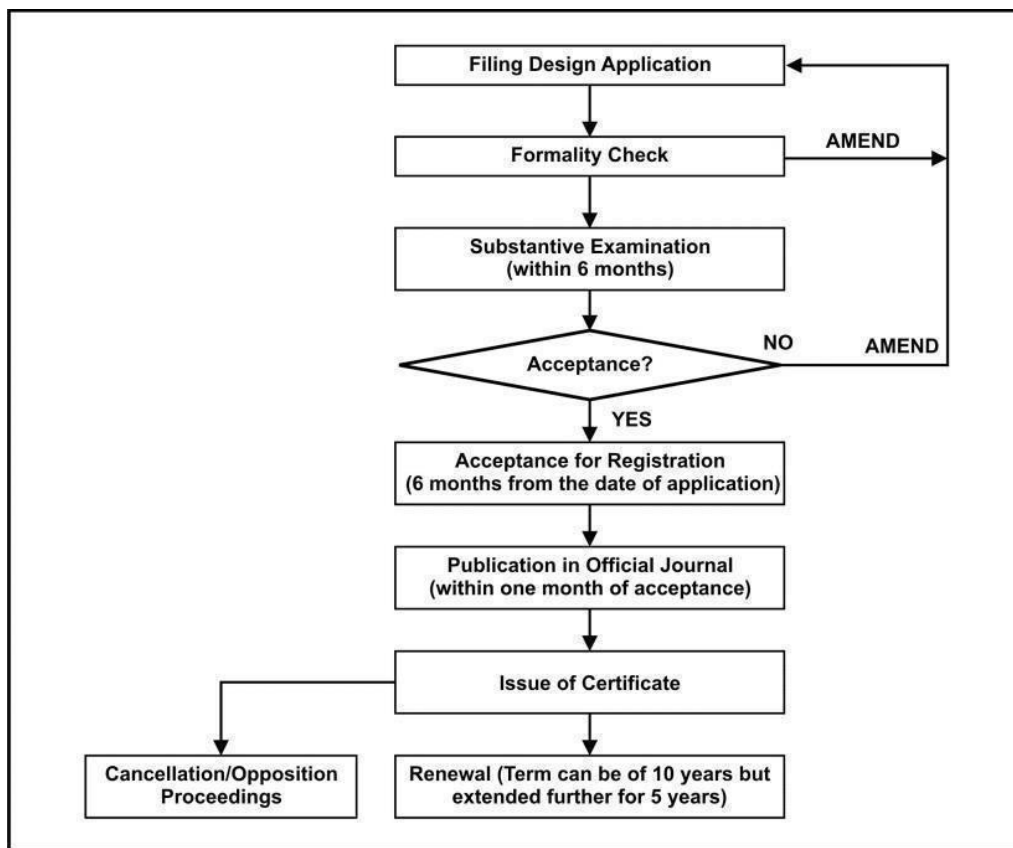 Filing Design Application
Formality Check
AMEND
Substantive Examination
(within 6 months)
Acceptance?
NO
AMEND
YES
Acceptance for Registration
(6 months from the date of application)
Publication in Official Journal
(within one month of acceptance)
Issue of Certificate
Cancellation/Opposition
Proceedings
Renewal (Term can be of 10 years but
extended further for 5 years)